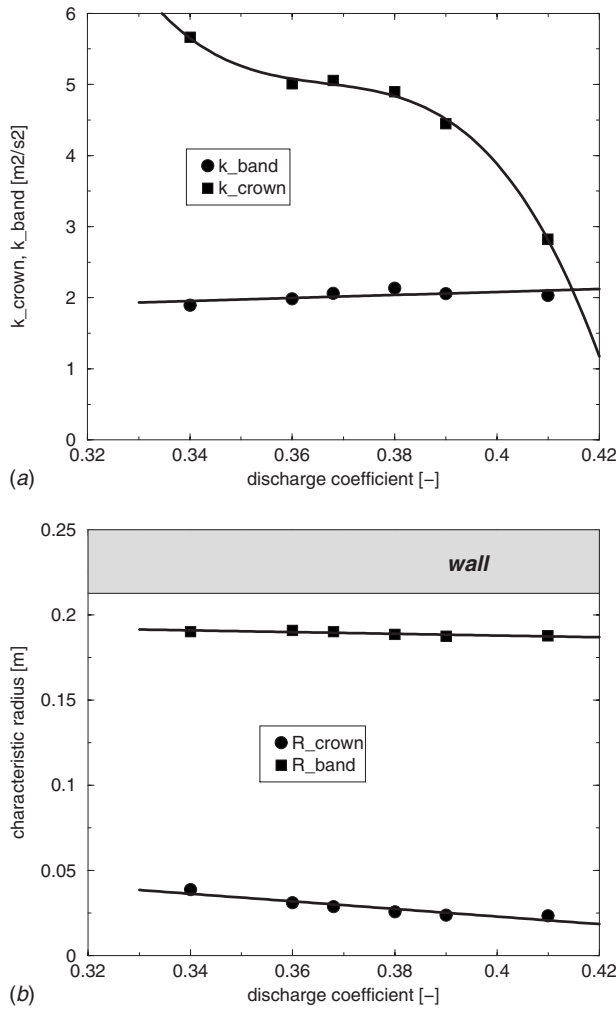 6
5
4
3
2
1
0
k_crown, k_band [m2/s2]
k_band
k_crown
0.32 0.34 0.36 0.38 0.4 0.42
(a) discharge coefficient [−]
0.25
0.2
0.15
0.1
0.05
0
characteristic radius [m]
wall
R_crown
R_band
0.32 0.34 0.36 0.38 0.4 0.42
(b) discharge coefficient [−]